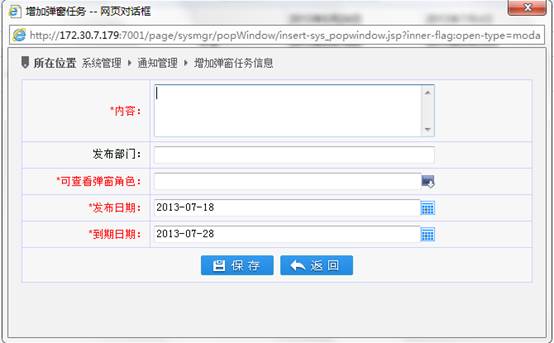 增加弹窗任务 -- 网页对话框
http://172.30.7.179:7001/page/sysmgr/popWindow/insert-sys_popwindow.jsp?inner-flag:open-type=moda
所在位置 系统管理 通知管理 增加弹窗任务信息
*内容：
发布部门：
*可查看弹窗角色：
*发布日期： 2013-07-18
*到期日期： 2013-07-28
保存 返回